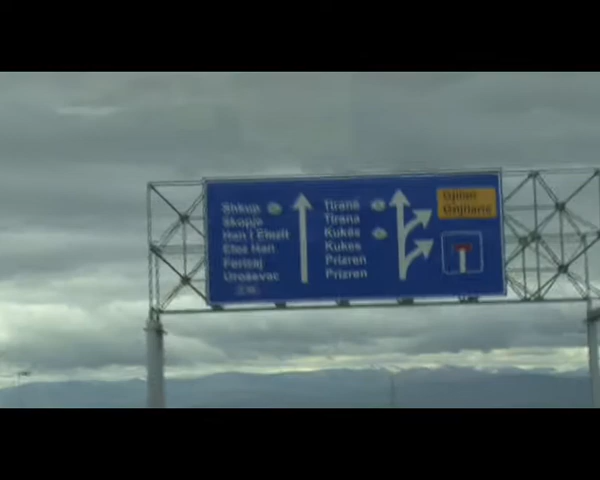 Shkup
Skopje
Han i Elezit
Elez Han
Ferizaj
Uroševac
Tiranë
Tirana
Kukës
Kukes
Prizren
Prizren
Gjilan
Gnjilane